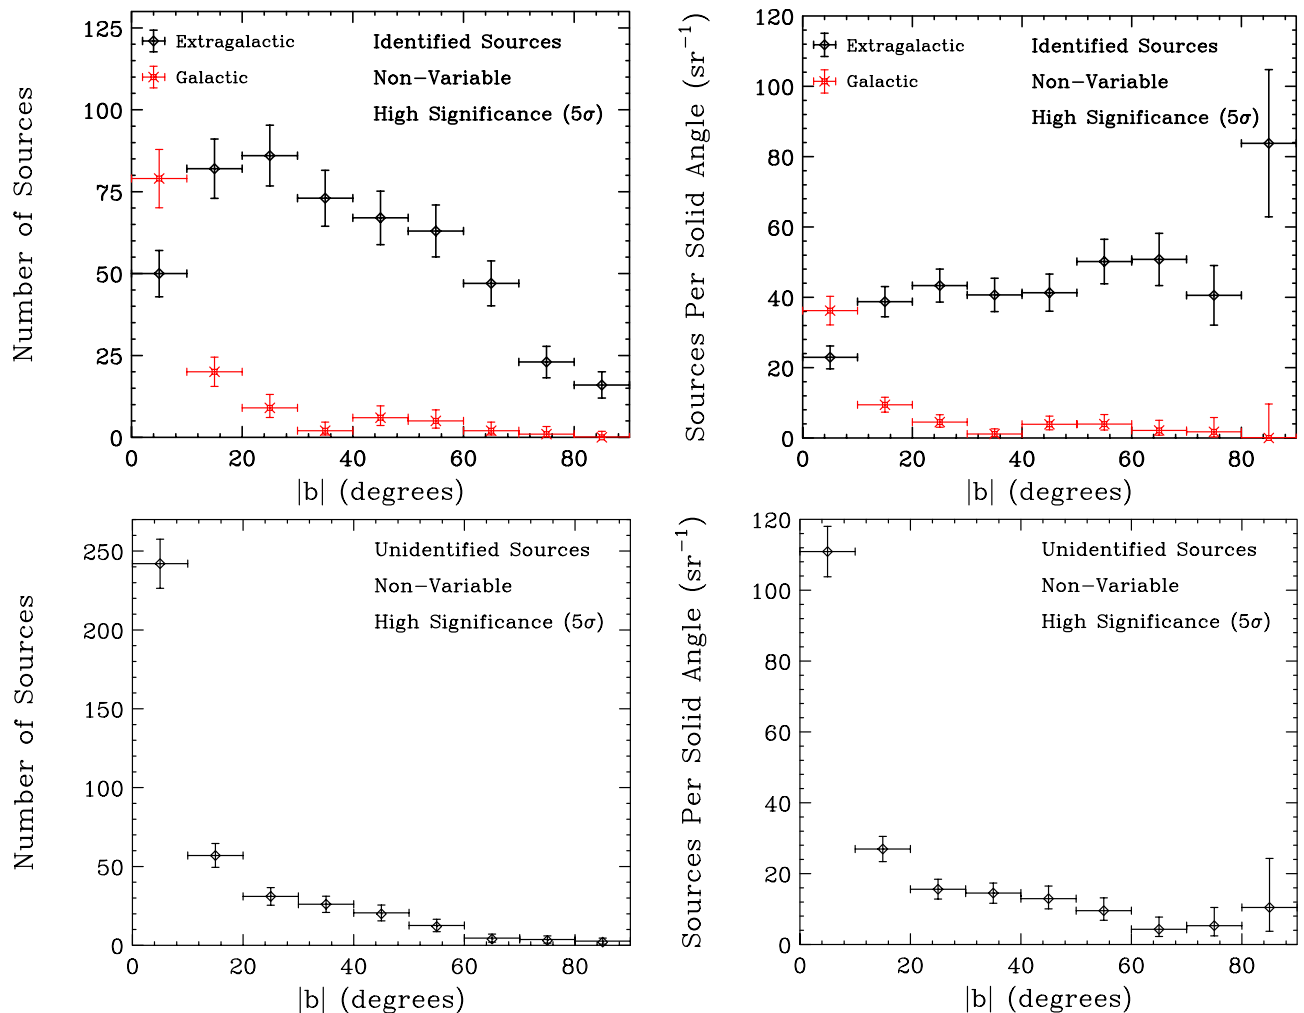 Number of Sources
125
100
75
50
25
0
Extragalactic
Galactic
Identified Sources
Non-Variable
High Significance (5σ)
0 20 40 60 80
|b| (degrees)
Sources Per Solid Angle (sr⁻¹)
120
100
80
60
40
20
0
Extragalactic
Galactic
Identified Sources
Non-Variable
High Significance (5σ)
0 20 40 60 80
|b| (degrees)
Number of Sources
250
200
150
100
50
0
Unidentified Sources
Non-Variable
High Significance (5σ)
0 20 40 60 80
|b| (degrees)
Sources Per Solid Angle (sr⁻¹)
120
100
80
60
40
20
0
Unidentified Sources
Non-Variable
High Significance (5σ)
0 20 40 60 80
|b| (degrees)